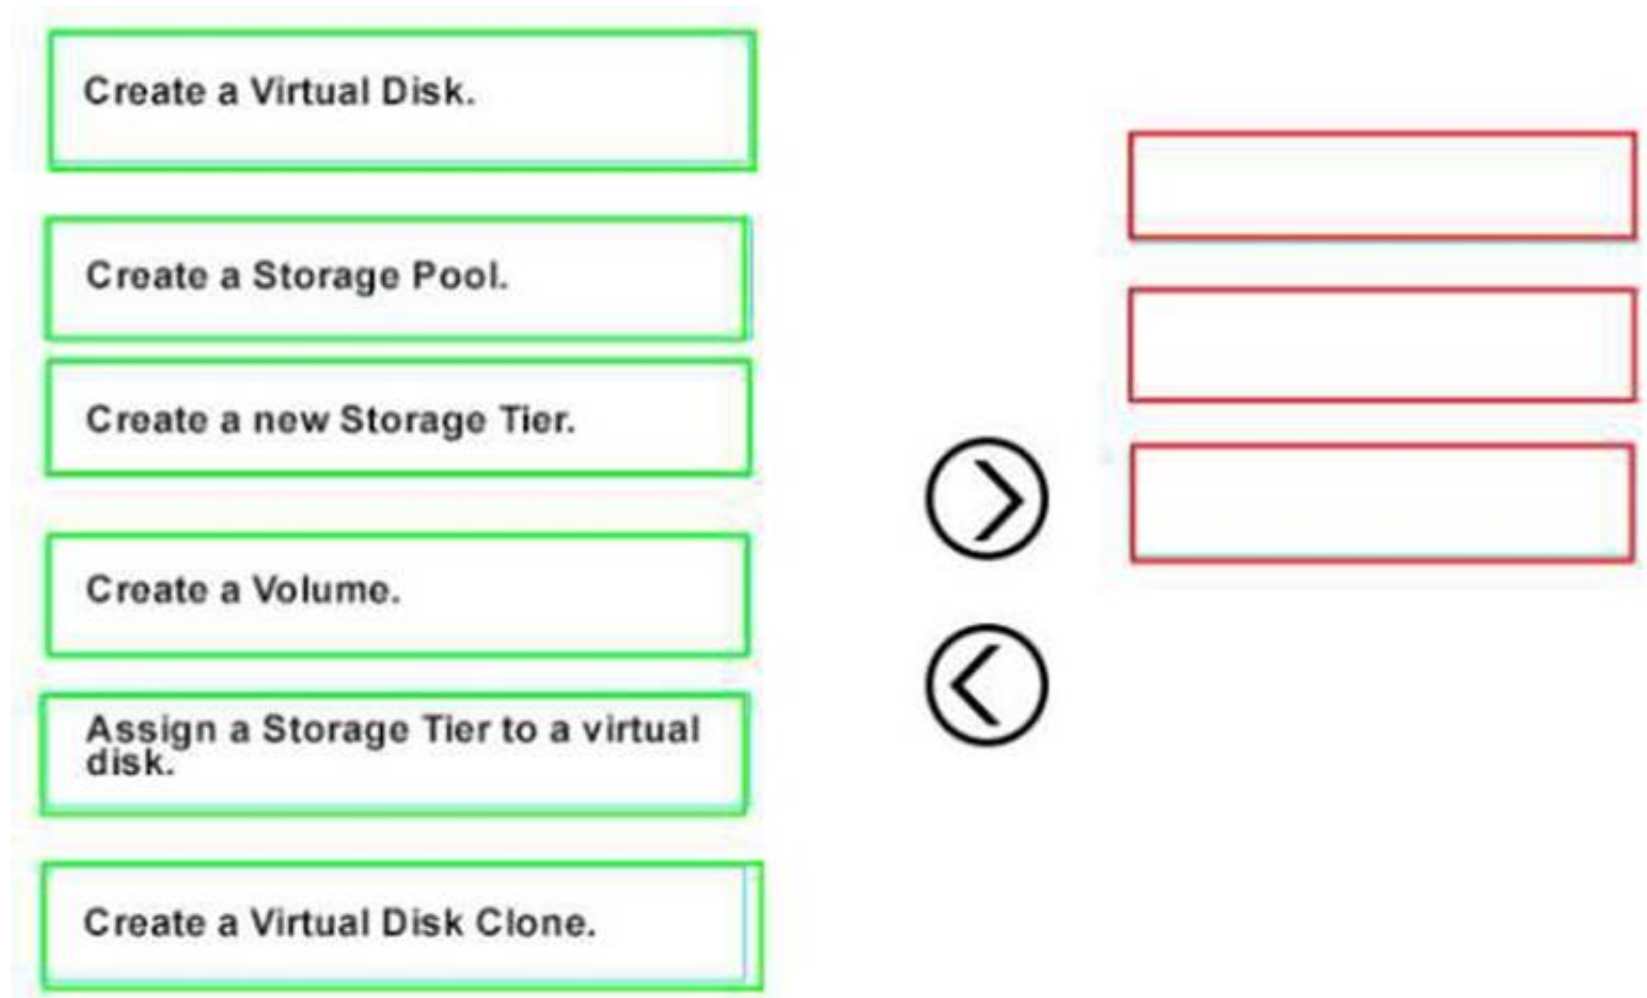 Create a Virtual Disk.
Create a Storage Pool.
Create a new Storage Tier.
Create a Volume.
Assign a Storage Tier to a virtual
disk.
Create a Virtual Disk Clone.